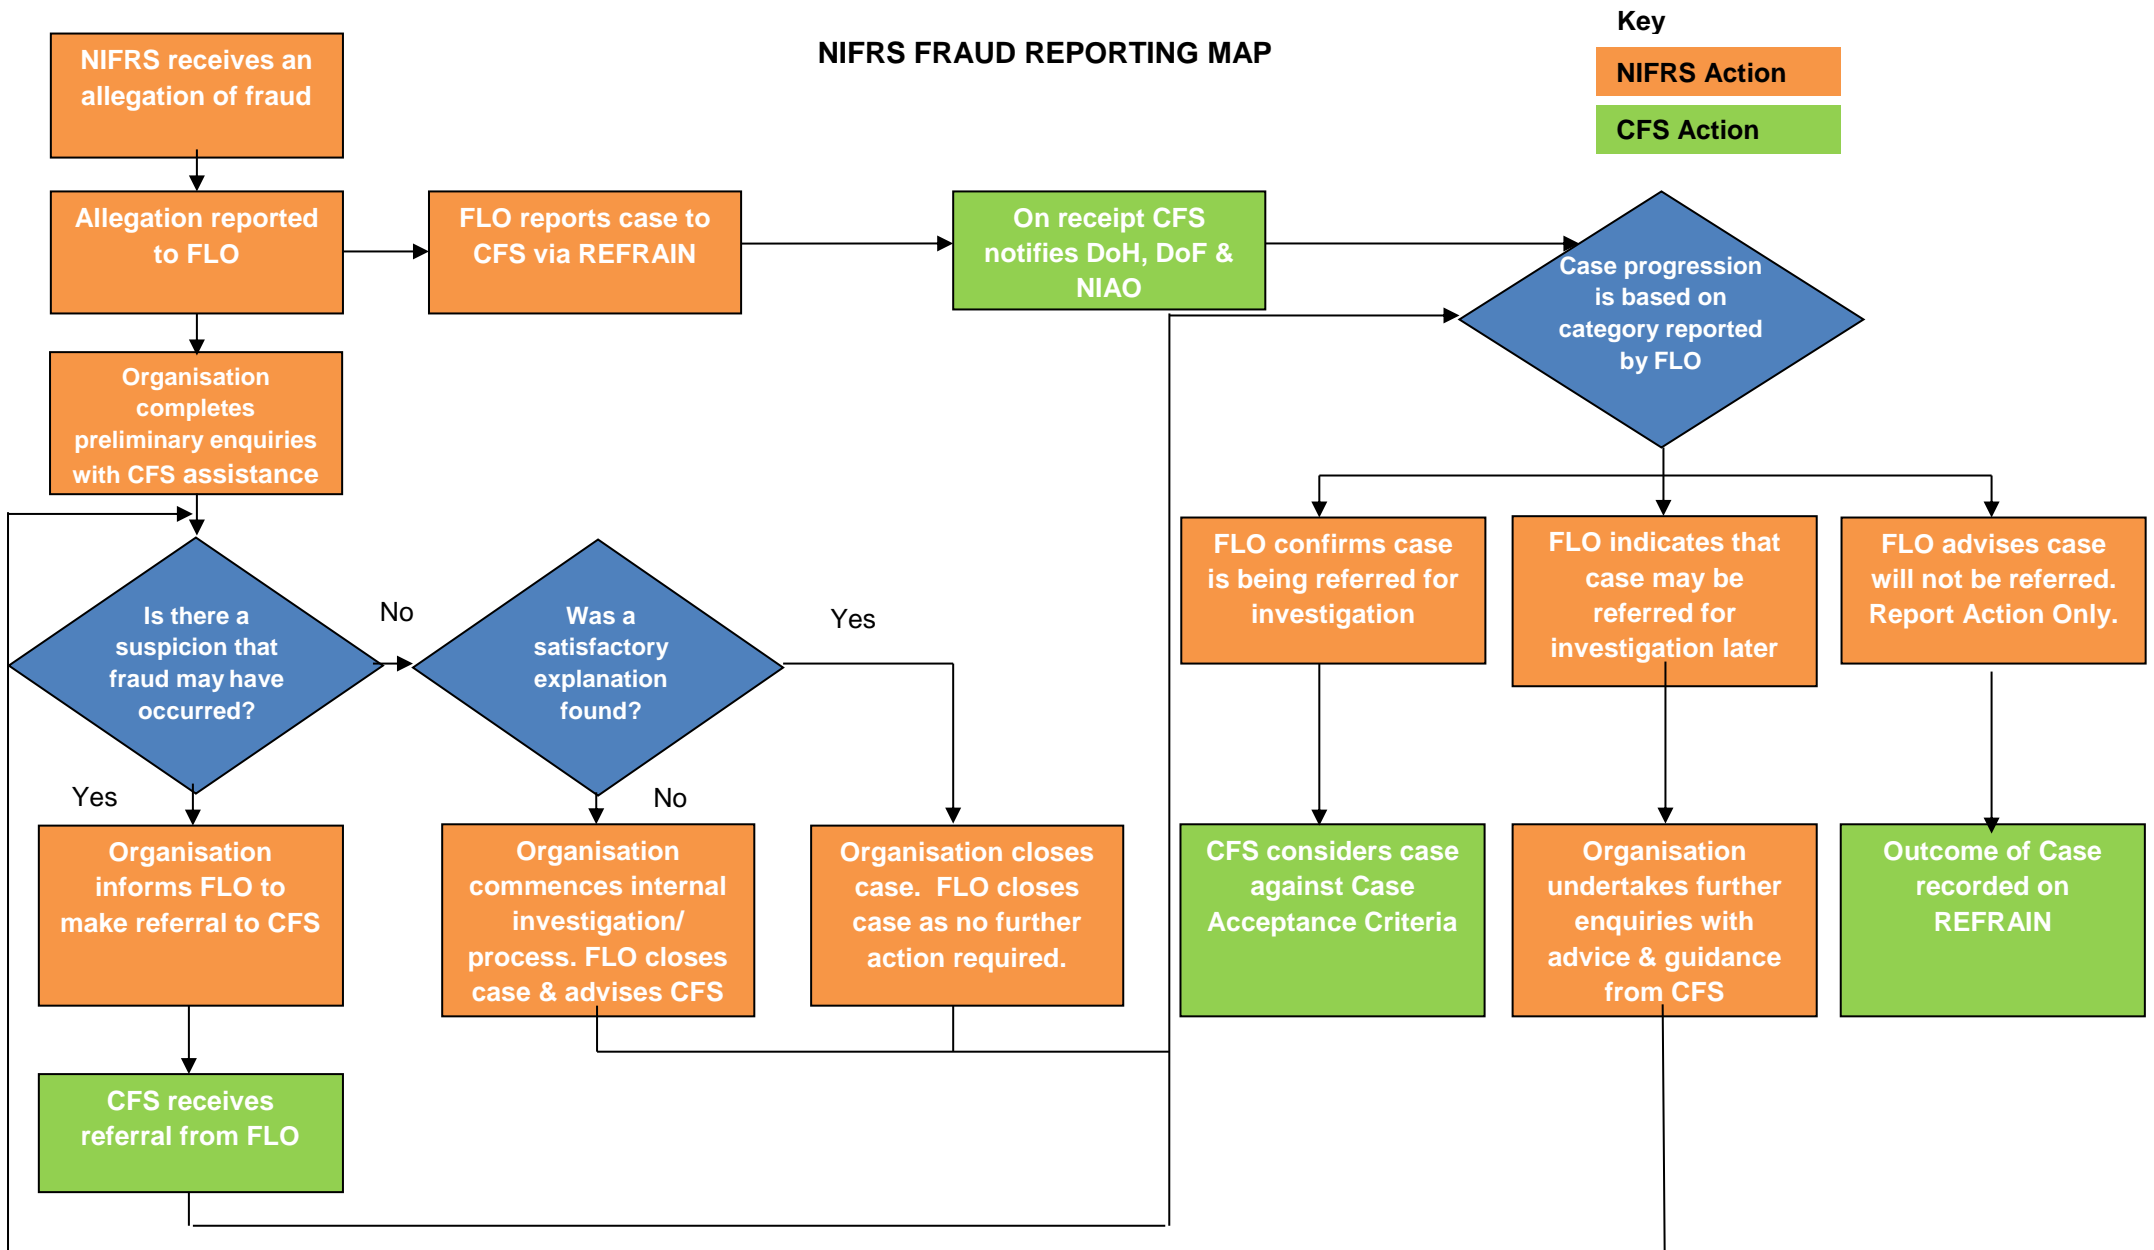 Key
NIFRS FRAUD REPORTING MAP
NIFRS Action
CFS Action
NIFRS receives an
allegation of fraud
Allegation reported
to FLO
FLO reports case to
CFS via REFRAIN
On receipt CFS
notifies DoH, DoF &
NIAO
Case progression
is based on
category reported
by FLO
Organisation
completes
preliminary enquiries
with CFS assistance
Is there a
suspicion that
fraud may have
occurred?
No
Was a
satisfactory
explanation
found?
Yes
FLO confirms case
is being referred for
investigation
FLO indicates that
case may be
referred for
investigation later
FLO advises case
will not be referred.
Report Action Only.
Yes
No
Organisation
informs FLO to
make referral to CFS
Organisation
commences internal
investigation/
process. FLO closes
case & advises CFS
Organisation closes
case.  FLO closes
case as no further
action required.
CFS considers case
against Case
Acceptance Criteria
Organisation
undertakes further
enquiries with
advice & guidance
from CFS
Outcome of Case
recorded on
REFRAIN
CFS receives
referral from FLO